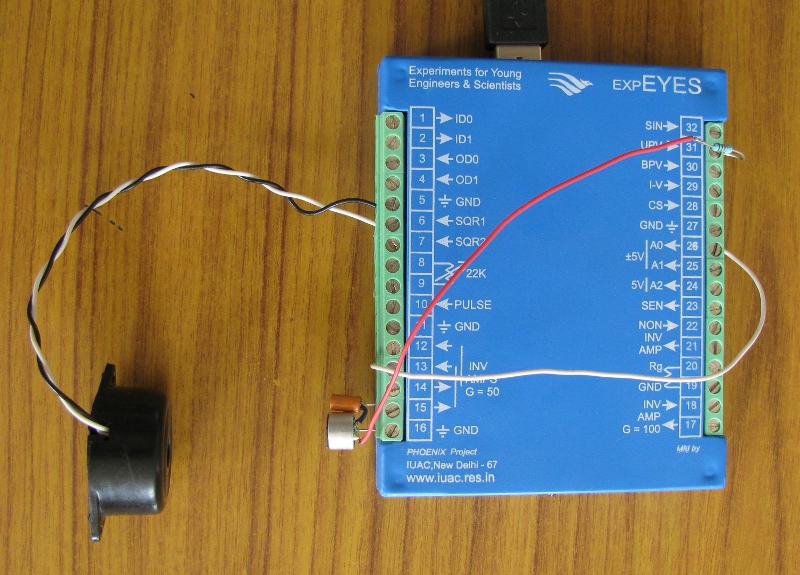 Experiments for Young
Engineers & Scientists
EXPEYES
1 ID0
2 ID1
3 OD0
4 OD1
5 GND
6 SQR1
7 SQR2
8
22K
9
10 PULSE
GND
12
13 INV
14 AMPS
G = 50
15
16 GND
SIN 32
UPV 31
BPV 30
I-V 29
CS 28
GND 27
A0 26
±5V
A1 25
5V A2 24
SEN 23
NON 22
INV
AMP 21
Rg 20
GND 19
INV 18
AMP
G = 100 17
PHOENIX Project
IUAC, New Delhi - 67
www.iuac.res.in
Mfd by